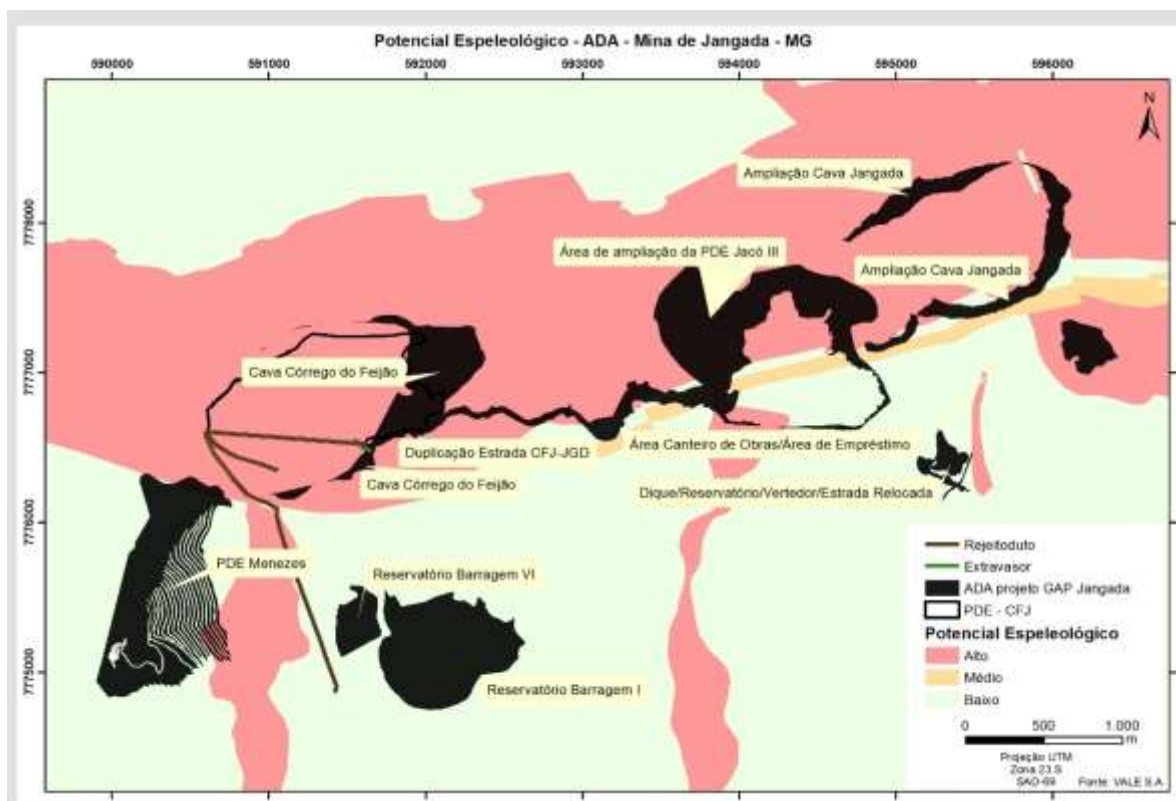 Potencial Espeleológico - ADA - Mina de Jangada - MG
590000 591000 592000 593000 594000 595000 596000
N
7778000
7777000
7776000
7775000
Ampliação Cava Jangada
Área de ampliação da PDE Jacó III
Ampliação Cava Jangada
Cava Córrego do Feijão
Área Canteiro de Obras/Área de Empréstimo
Duplicação Estrada CFJ-JGD
Cava Córrego do Feijão
Dique/Reservatório/Vertedor/Estrada Relocada
PDE Menezes
Reservatório Barragem VI
Reservatório Barragem I
Rejeitoduto
Extravasor
ADA projeto GAP Jangada
PDE - CFJ
Potencial Espeleológico
Alto
Médio
Baixo
0 500 1.000
m
Projeção UTM
Zona 23 S
SAD-69 Fonte: VALE S.A